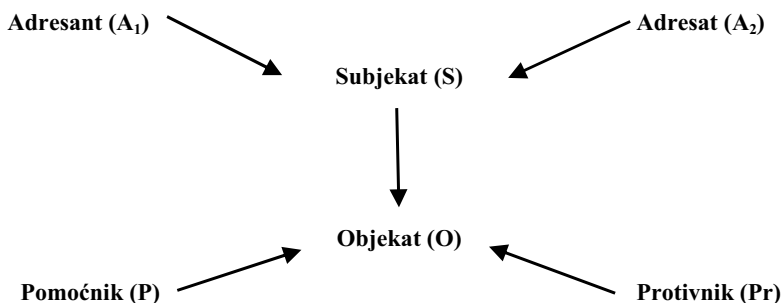 Adresant (A₁)
Adresat (A₂)
Subjekat (S)
Objekat (O)
Pomoćnik (P)
Protivnik (Pr)